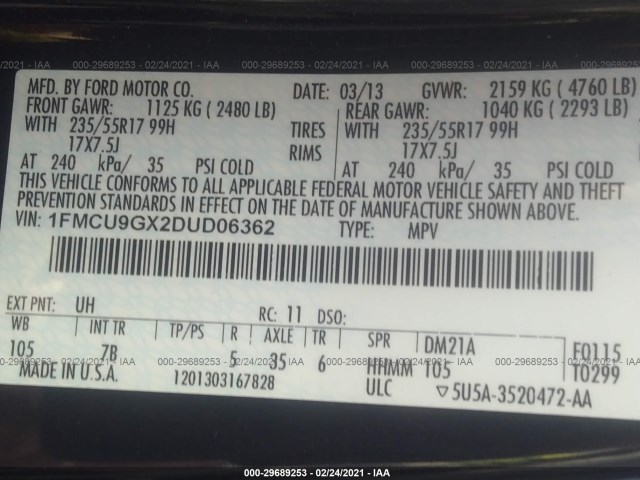 000-29689253 - 02/24/2021 - IAA
MFD. BY FORD MOTOR CO. DATE: 03/13 GVWR: 2159 KG ( 4760 LB)
FRONT GAWR: 1125 KG ( 2480 LB) REAR GAWR: 1040 KG ( 2293 LB)
WITH 235/55R17 99H TIRES WITH 235/55R17 99H
17X7.5J RIMS 17X7.5J
AT 240 kPa/ 35 PSI COLD AT 240 kPa/ 35 PSI COLD
THIS VEHICLE CONFORMS TO ALL APPLICABLE FEDERAL MOTOR VEHICLE SAFETY AND THEFT
PREVENTION STANDARDS IN EFFECT ON THE DATE OF MANUFACTURE SHOWN ABOVE.
VIN: 1FMCU9GX2DUD06362 TYPE: MPV
EXT PNT: UH RC: 11 DSO:
WB INT TR TP/PS R AXLE TR SPR DM21A F0115
105 7B 5 35 6 HHMM 105 T0299
MADE IN U.S.A. 1201303167828 ULC ▽5U5A-3520472-AA
000-29689253 - 02/24/2021 - IAA